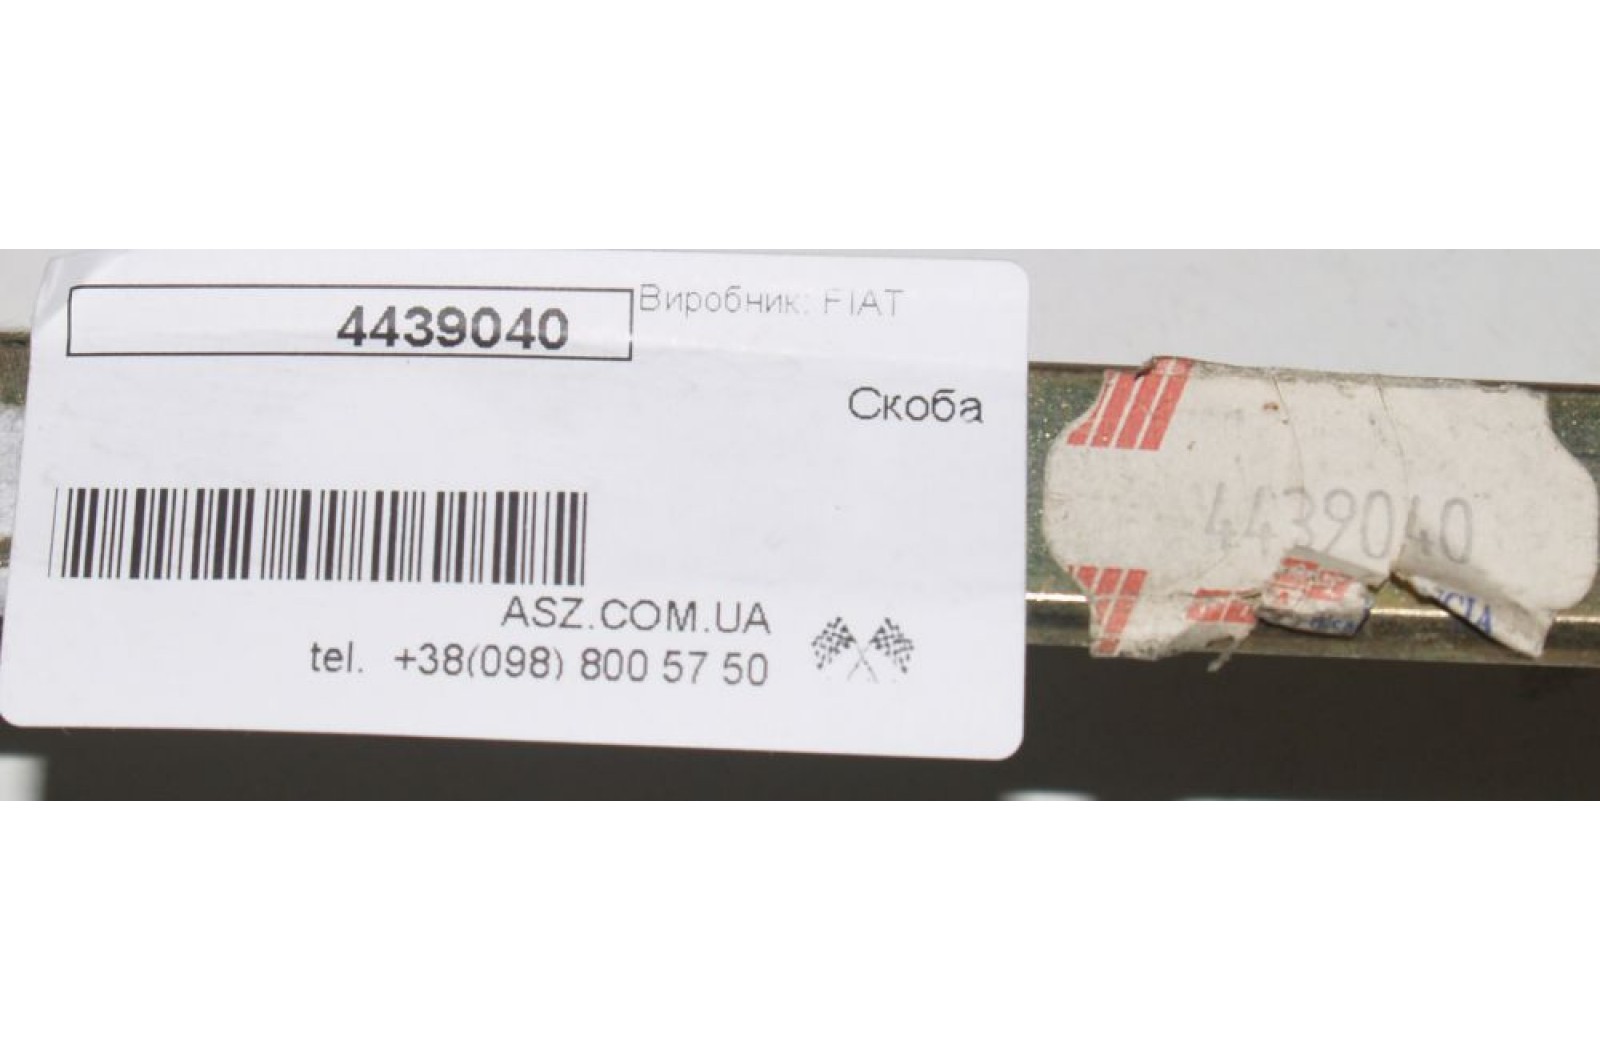 4439040
Виробник: FIAT
Скоба
ASZ.COM.UA
tel. +38(098) 800 57 50
4439040